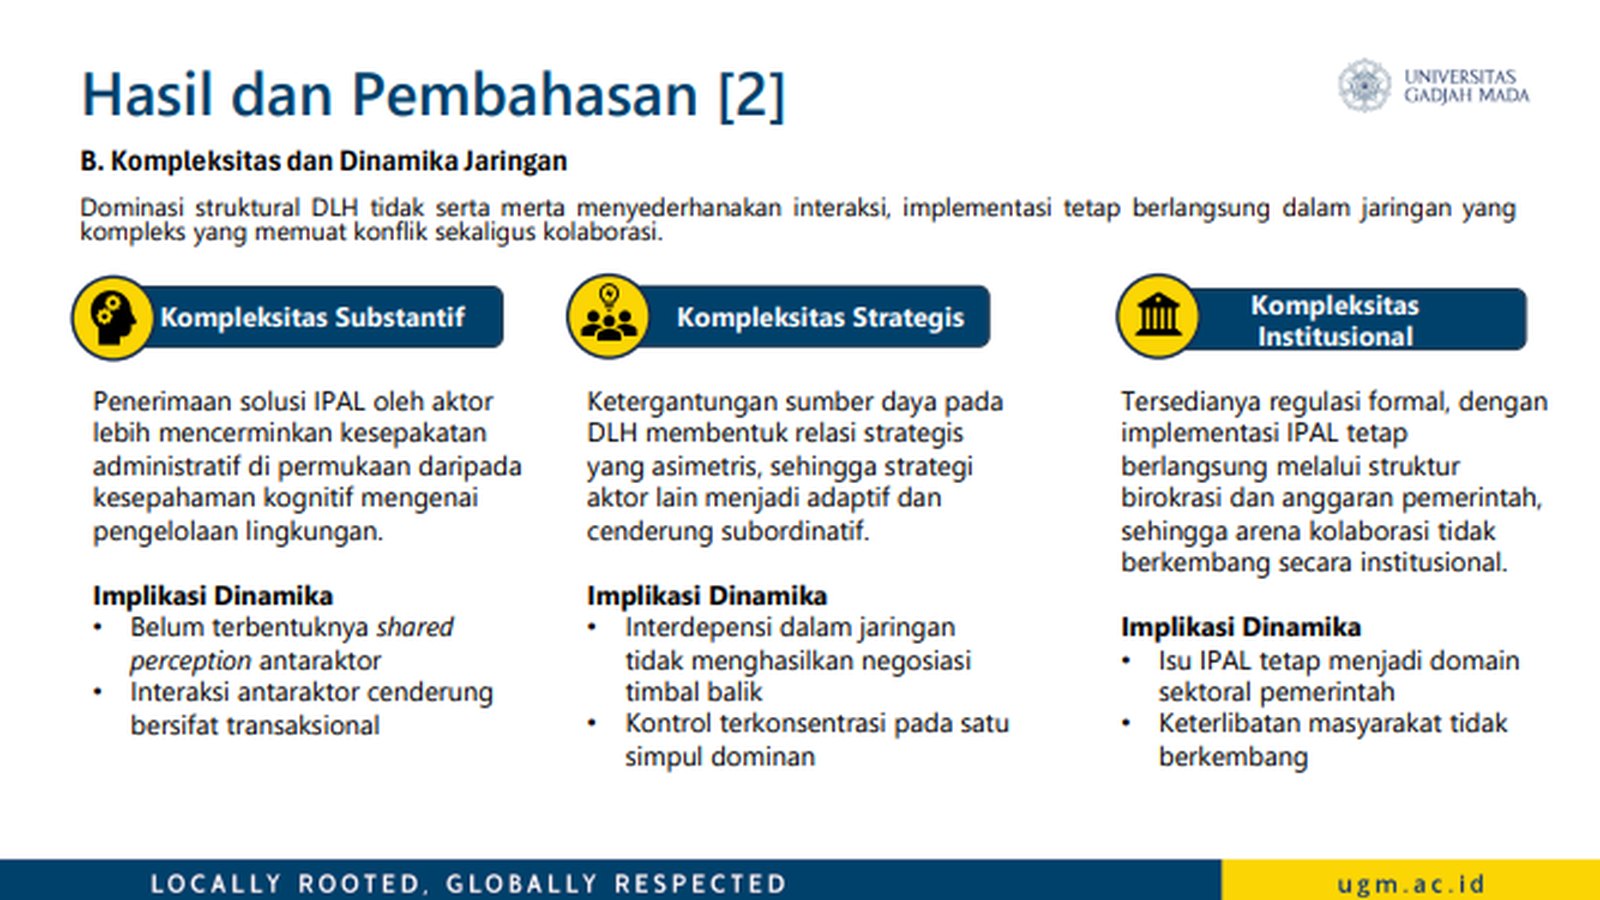 Hasil dan Pembahasan [2]
UNIVERSITAS
GADJAH MADA
B. Kompleksitas dan Dinamika Jaringan
Dominasi struktural DLH tidak serta merta menyederhanakan interaksi, implementasi tetap berlangsung dalam jaringan yang
kompleks yang memuat konflik sekaligus kolaborasi.
Kompleksitas Substantif
Penerimaan solusi IPAL oleh aktor
lebih mencerminkan kesepakatan
administratif di permukaan daripada
kesepahaman kognitif mengenai
pengelolaan lingkungan.
Implikasi Dinamika
• Belum terbentuknya shared
perception antaraktor
• Interaksi antaraktor cenderung
bersifat transaksional
Kompleksitas Strategis
Ketergantungan sumber daya pada
DLH membentuk relasi strategis
yang asimetris, sehingga strategi
aktor lain menjadi adaptif dan
cenderung subordinatif.
Implikasi Dinamika
• Interdepensi dalam jaringan
tidak menghasilkan negosiasi
timbal balik
• Kontrol terkonsentrasi pada satu
simpul dominan
Kompleksitas
Institusional
Tersedianya regulasi formal, dengan
implementasi IPAL tetap
berlangsung melalui struktur
birokrasi dan anggaran pemerintah,
sehingga arena kolaborasi tidak
berkembang secara institusional.
Implikasi Dinamika
• Isu IPAL tetap menjadi domain
sektoral pemerintah
• Keterlibatan masyarakat tidak
berkembang
LOCALLY ROOTED, GLOBALLY RESPECTED
ugm.ac.id